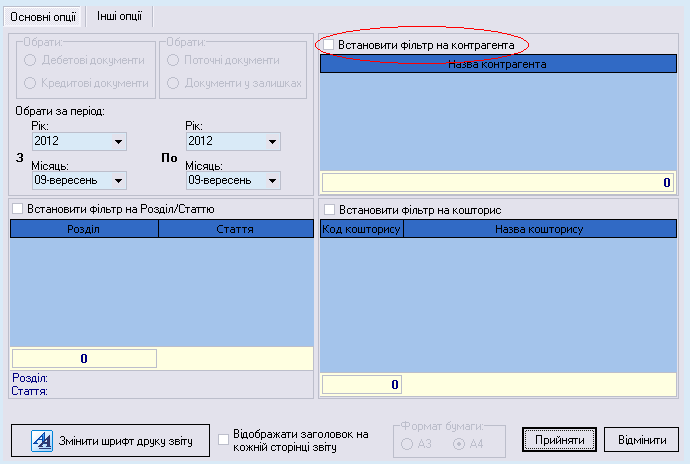 Основні опції
Інші опції
Обрати:
Дебетові документи
Кредитові документи
Обрати:
Поточні документи
Документи у залишках
Обрати за період:
З
Рік:
2012
Місяць:
09-вересень
По
Рік:
2012
Місяць:
09-вересень
Встановити фільтр на контрагента
Назва контрагента
0
Встановити фільтр на Розділ/Статтю
Розділ Стаття
0
Розділ:
Стаття:
Встановити фільтр на кошторис
Код кошторису Назва кошторису
0
Змінити шрифт друку звіту
Відображати заголовок на
кожній сторінці звіту
Формат бумаги:
А3 А4
Прийняти
Відмінити